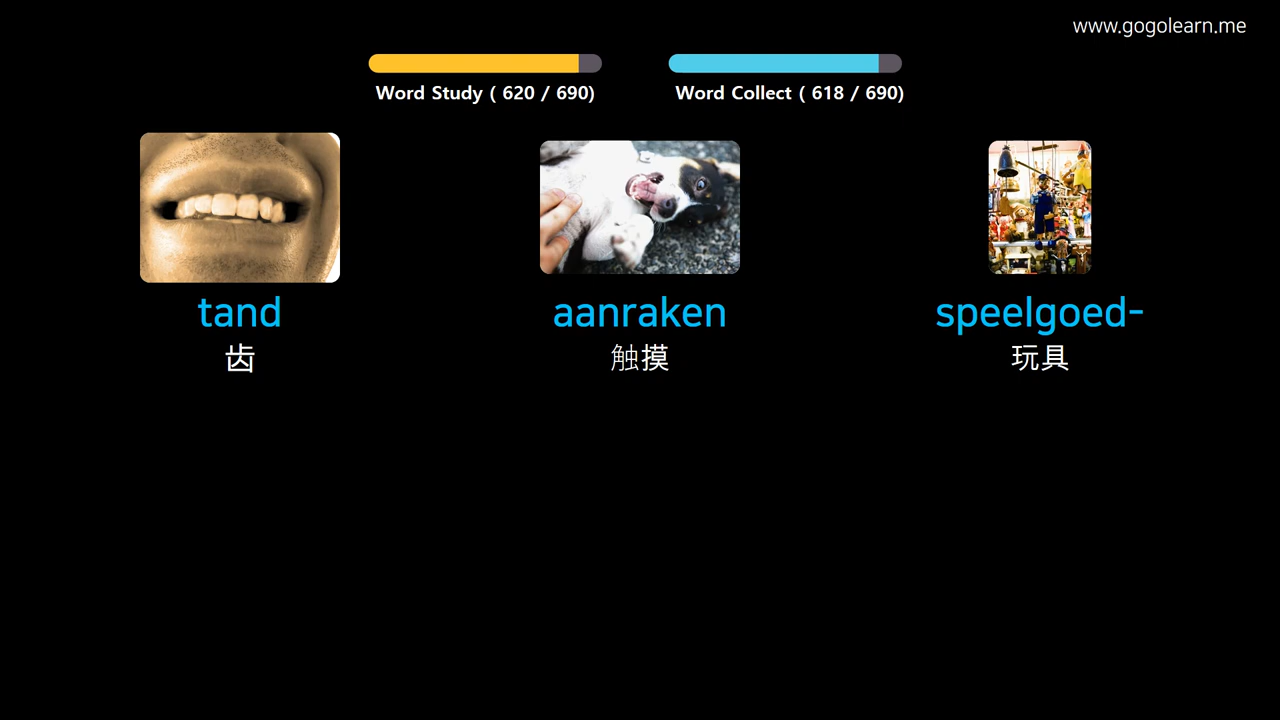 www.gogolearn.me
Word Study ( 620 / 690)
Word Collect ( 618 / 690)
tand
齿
aanraken
触摸
speelgoed-
玩具